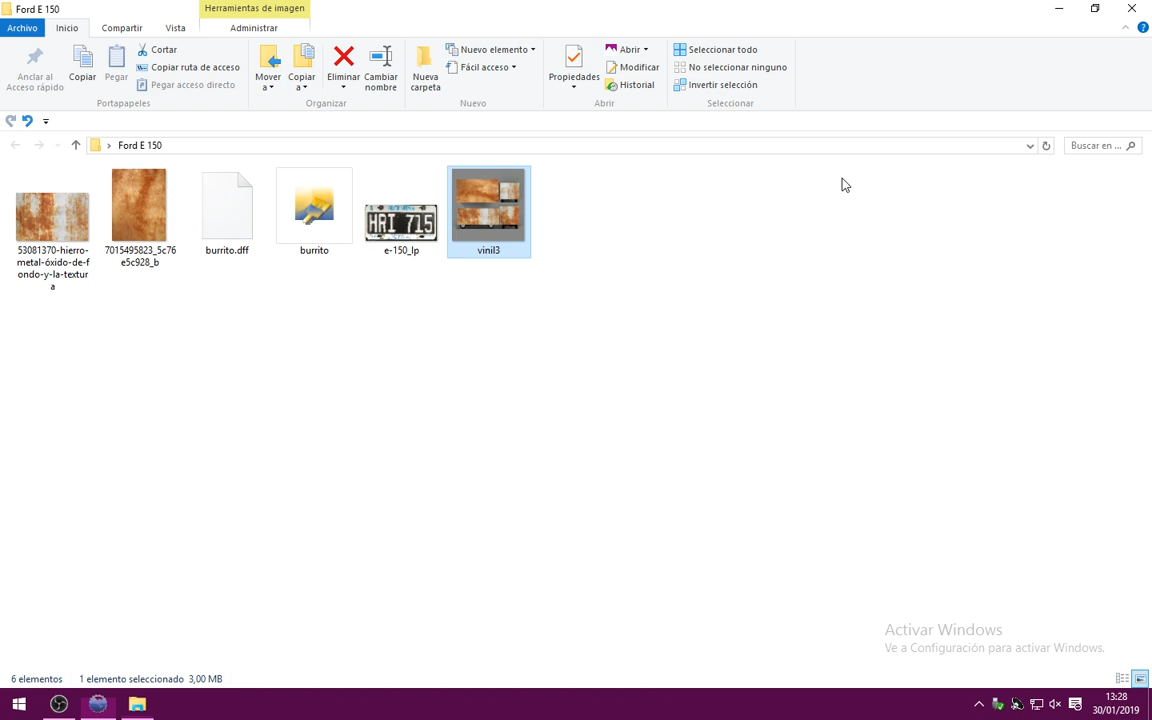 Ford E 150
Herramientas de imagen
Archivo
Inicio
Compartir
Vista
Administrar
Anclar al
Acceso rápido
Copiar
Pegar
Cortar
Copiar ruta de acceso
Pegar acceso directo
Portapapeles
Mover
a
Copiar
a
Eliminar
Cambiar
nombre
Organizar
Nueva
carpeta
Nuevo elemento
Fácil acceso
Nuevo
Propiedades
Abrir
Modificar
Historial
Abrir
Seleccionar todo
No seleccionar ninguno
Invertir selección
Seleccionar
Ford E 150
Buscar en ...
53081370-hierro-
metal-óxido-de-f
ondo-y-la-textur
a
7015495823_5c76
e5c928_b
burrito.dff
burrito
HRI 715
e-150_lp
vinil3
Activar Windows
Ve a Configuración para activar Windows.
6 elementos
1 elemento seleccionado 3,00 MB
13:28
30/01/2019